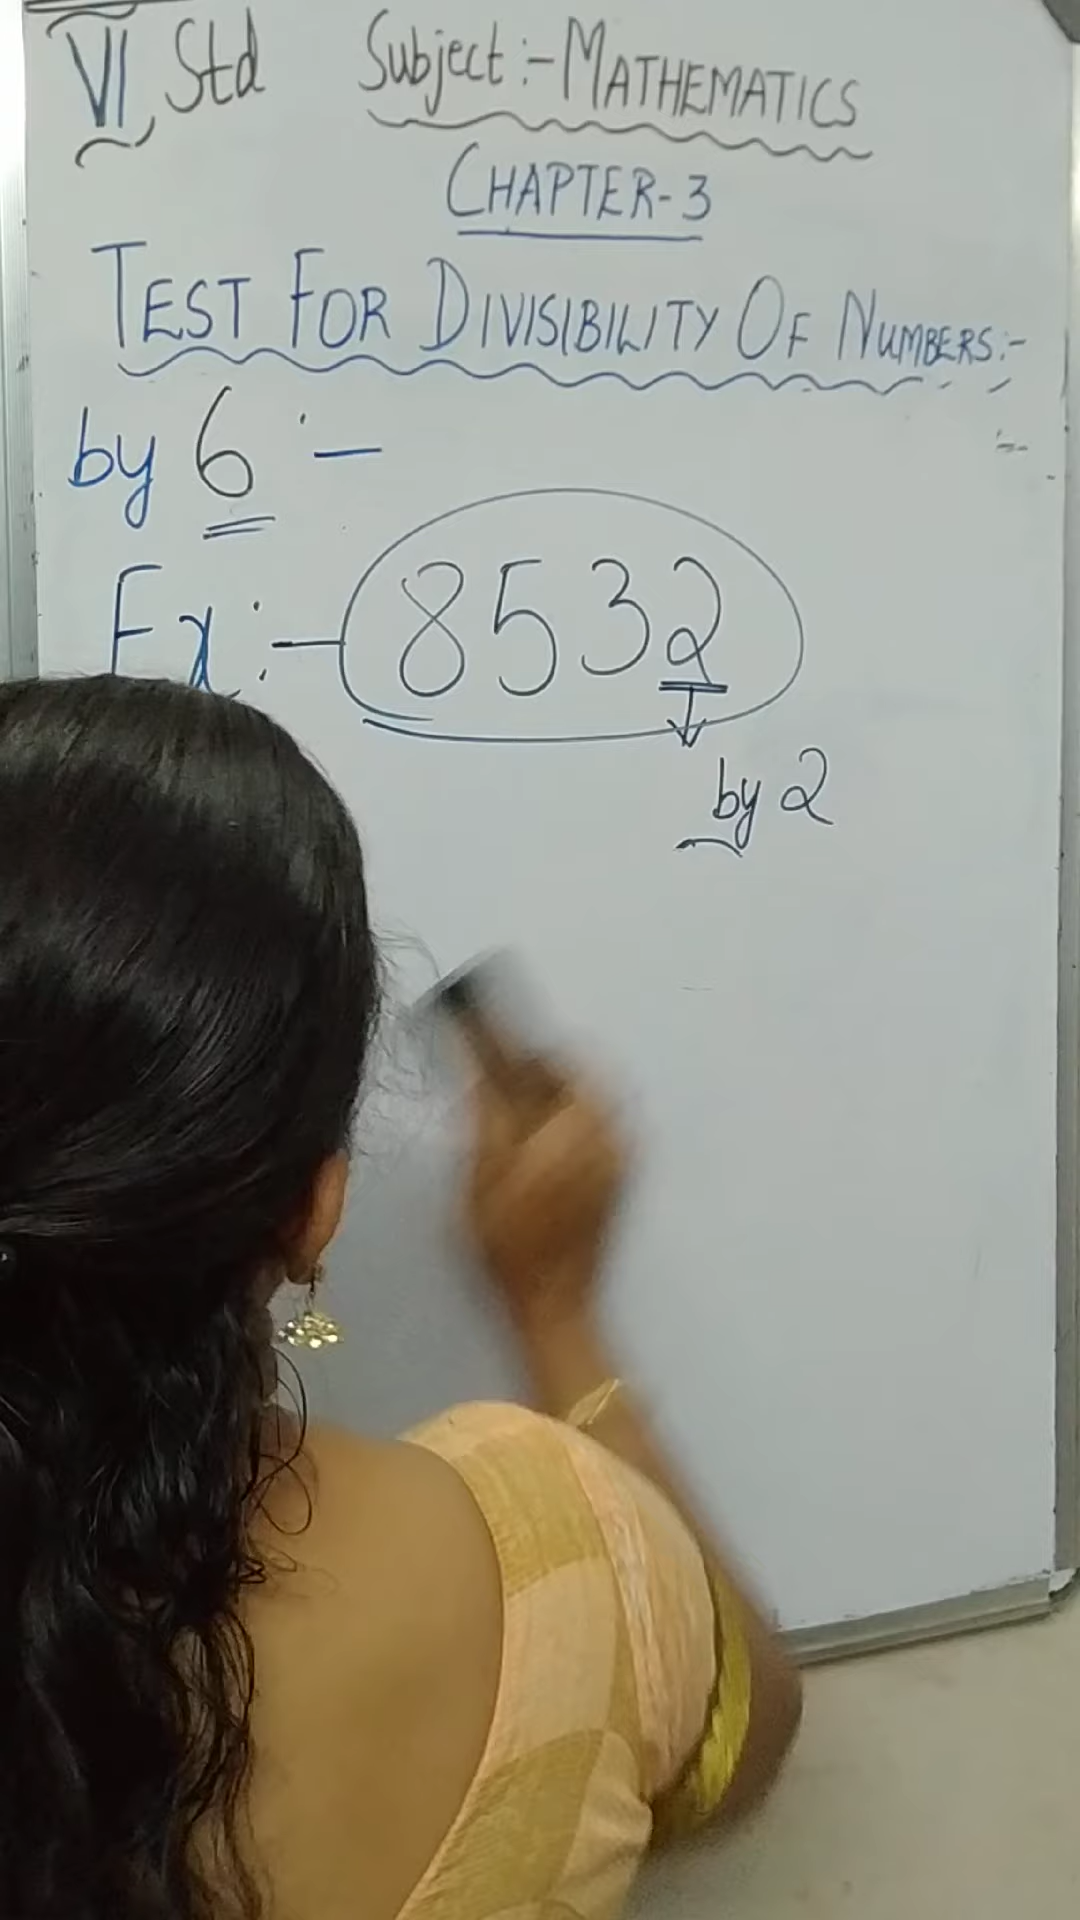 VI Std Subject:- MATHEMATICS
CHAPTER-3
TEST FOR DIVISIBILITY OF NUMBERS:-
by 6 :-
Ex:- 8532
by 2